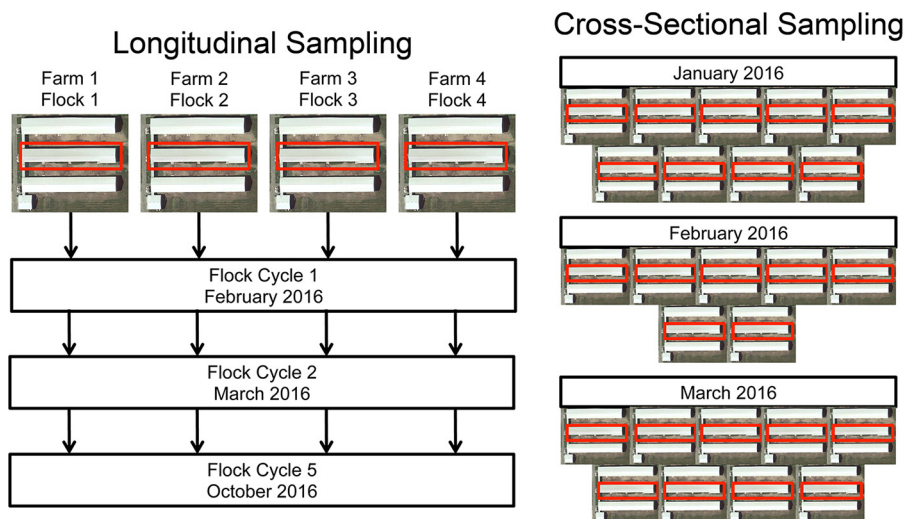 Longitudinal Sampling
Farm 1
Flock 1
Farm 2
Flock 2
Farm 3
Flock 3
Farm 4
Flock 4
Flock Cycle 1
February 2016
Flock Cycle 2
March 2016
Flock Cycle 5
October 2016
Cross-Sectional Sampling
January 2016
February 2016
March 2016